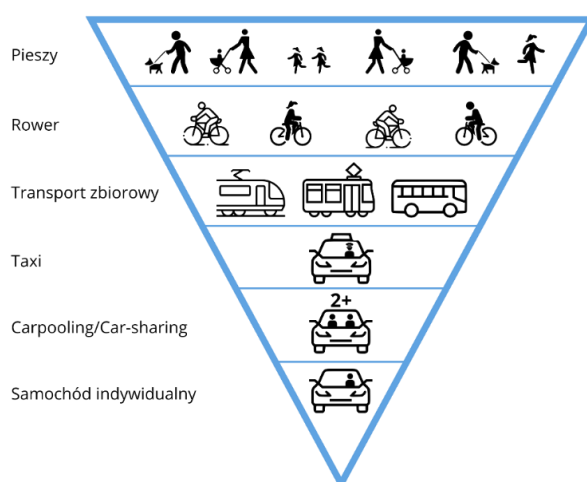 Pieszy
Rower
Transport zbiorowy
Taxi
2+
Carpooling/Car-sharing
Samochód indywidualny